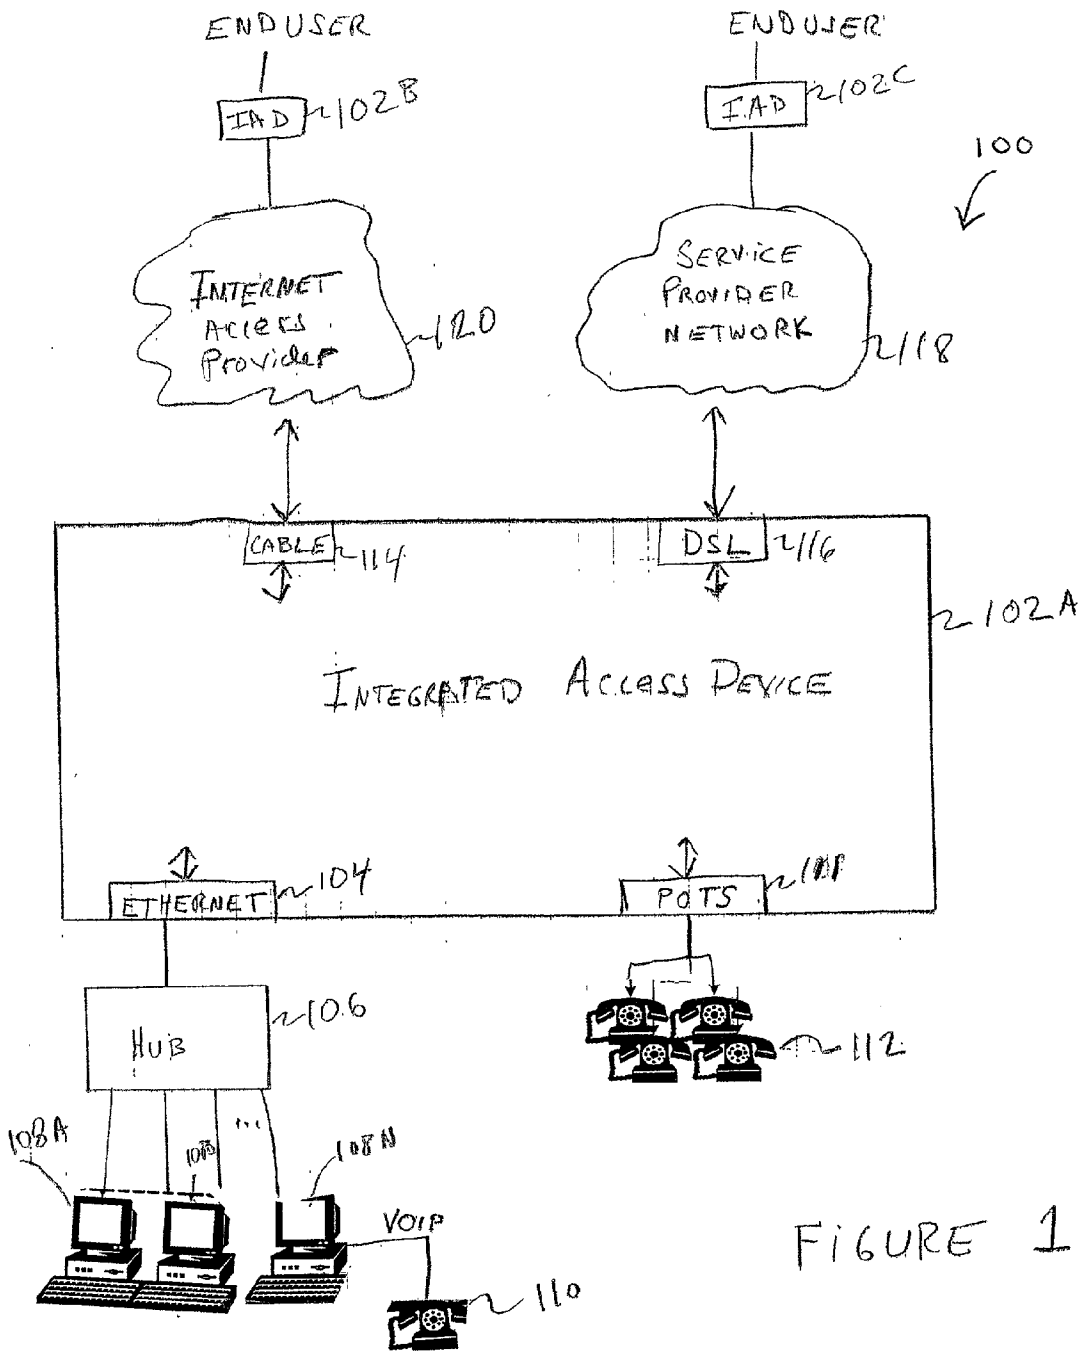 ENDUSER
ENDUSER
IAD
102B
I.AD
102C
100
INTERNET
ACCESS
Provider
120
SERVICE
PROVIDER
NETWORK
118
CABLE
114
DSL
116
102A
INTEGRATED ACCESS DEVICE
ETHERNET
104
POTS
HUB
106
112
108A
108B
...
108N
VOIP
110
FIGURE 1